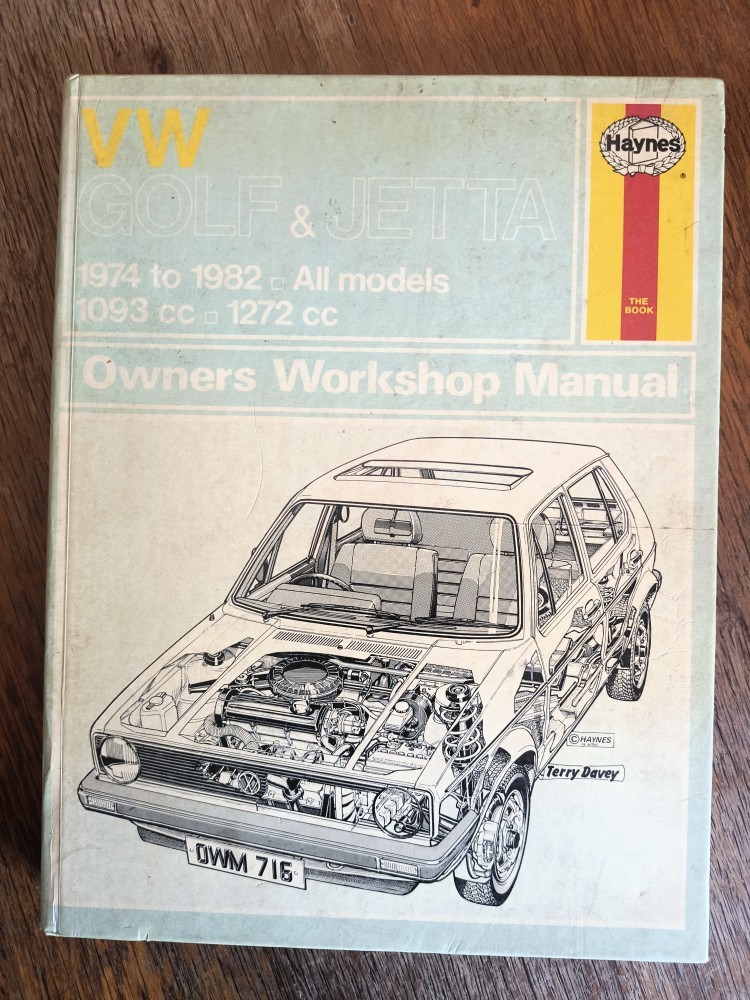 VW
GOLF & JETTA
1974 to 1982 □ All models
1093 cc □ 1272 cc
Haynes
®
THE
BOOK
Owners Workshop Manual
© HAYNES
Terry Davey
OWM 716